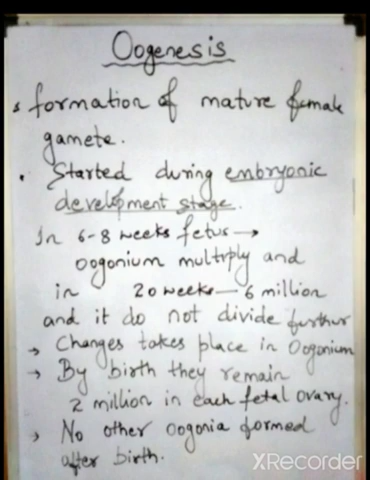 Oogenesis
formation of mature female
gamete.
• Started during embryonic
development stage.
In 6-8 weeks fetus →
oogonium multiply and
in 20 weeks — 6 million
and it do not divide further
→ Changes takes place in Oogonium
→ By birth they remain
2 million in each fetal ovary.
→ No other oogonia formed
after birth.
XRecorder